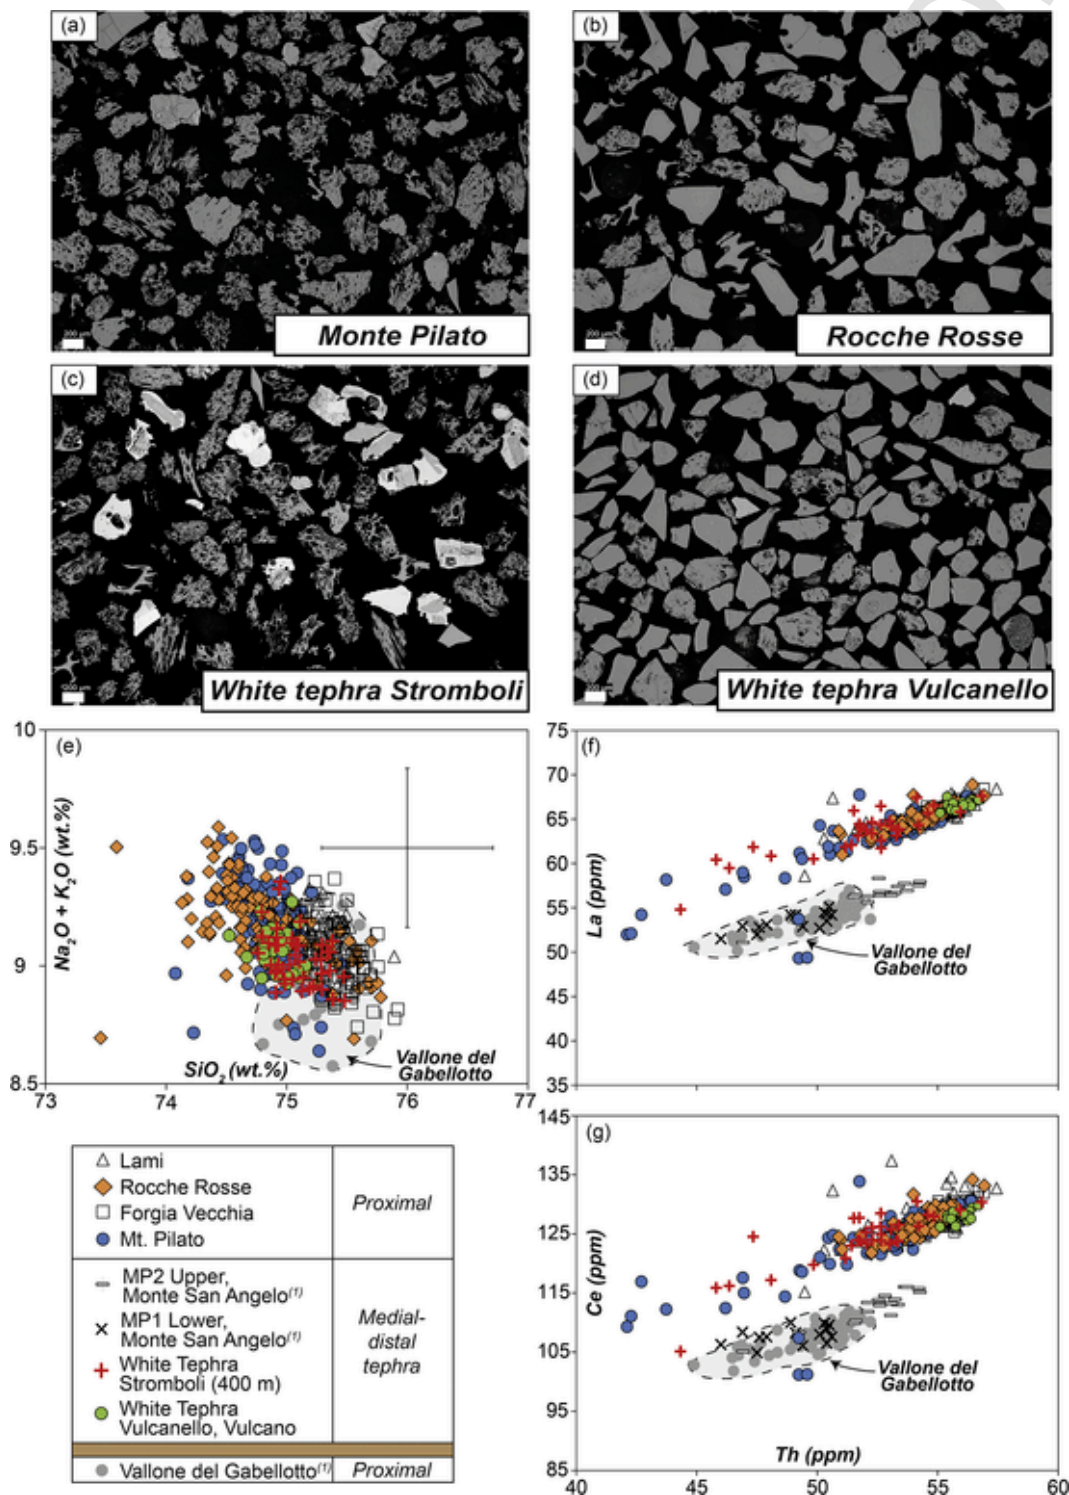 (a)
(b)
200 µm
Monte Pilato
Rocche Rosse
(c)
(d)
200 µm
White tephra Stromboli
White tephra Vulcanello
10
(e)
9.5
9
8.5
Na2O + K2O (wt.%)
SiO2 (wt.%)
Vallone del
Gabellotto
73
74
75
76
77
75
(f)
70
65
60
55
50
45
40
35
La (ppm)
Vallone del
Gabellotto
145
(g)
135
125
115
105
95
85
Ce (ppm)
Vallone del
Gabellotto
Th (ppm)
40
45
50
55
60
Lami
Rocche Rosse
Forgia Vecchia
Mt. Pilato
Proximal
MP2 Upper,
Monte San Angelo(1)
MP1 Lower,
Monte San Angelo(1)
White Tephra
Stromboli (400 m)
White Tephra
Vulcanello, Vulcano
Medial-
distal
tephra
Vallone del Gabellotto(1)
Proximal